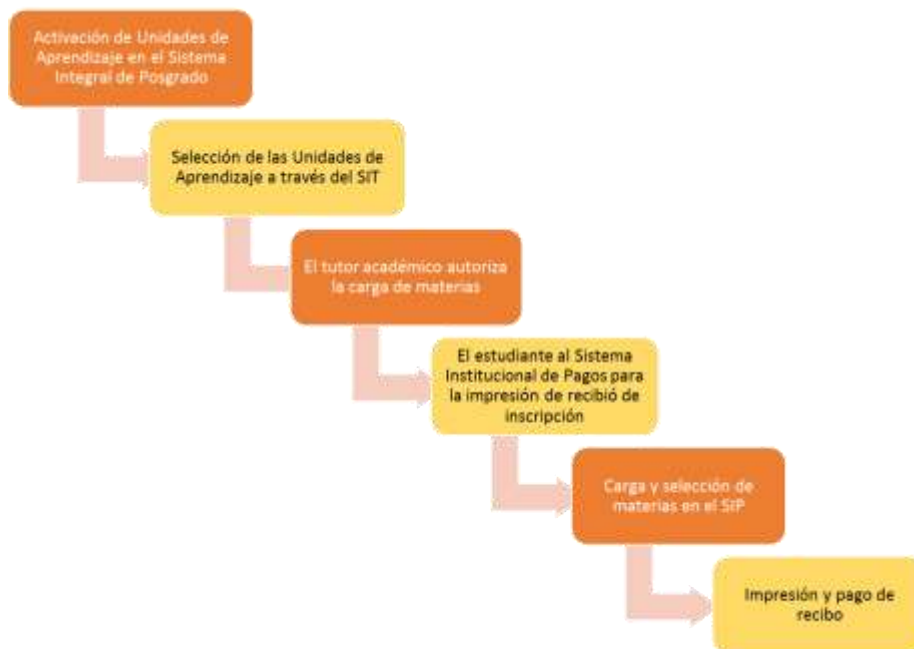 Activación de Unidades de
Aprendizaje en el Sistema
Integral de Posgrado
Selección de las Unidades de
Aprendizaje a través del SIT
El tutor académico autoriza
la carga de materias
El estudiante al Sistema
Institucional de Pagos para
la impresión de recibió de
inscripción
Carga y selección de
materias en el SIP
Impresión y pago de
recibo